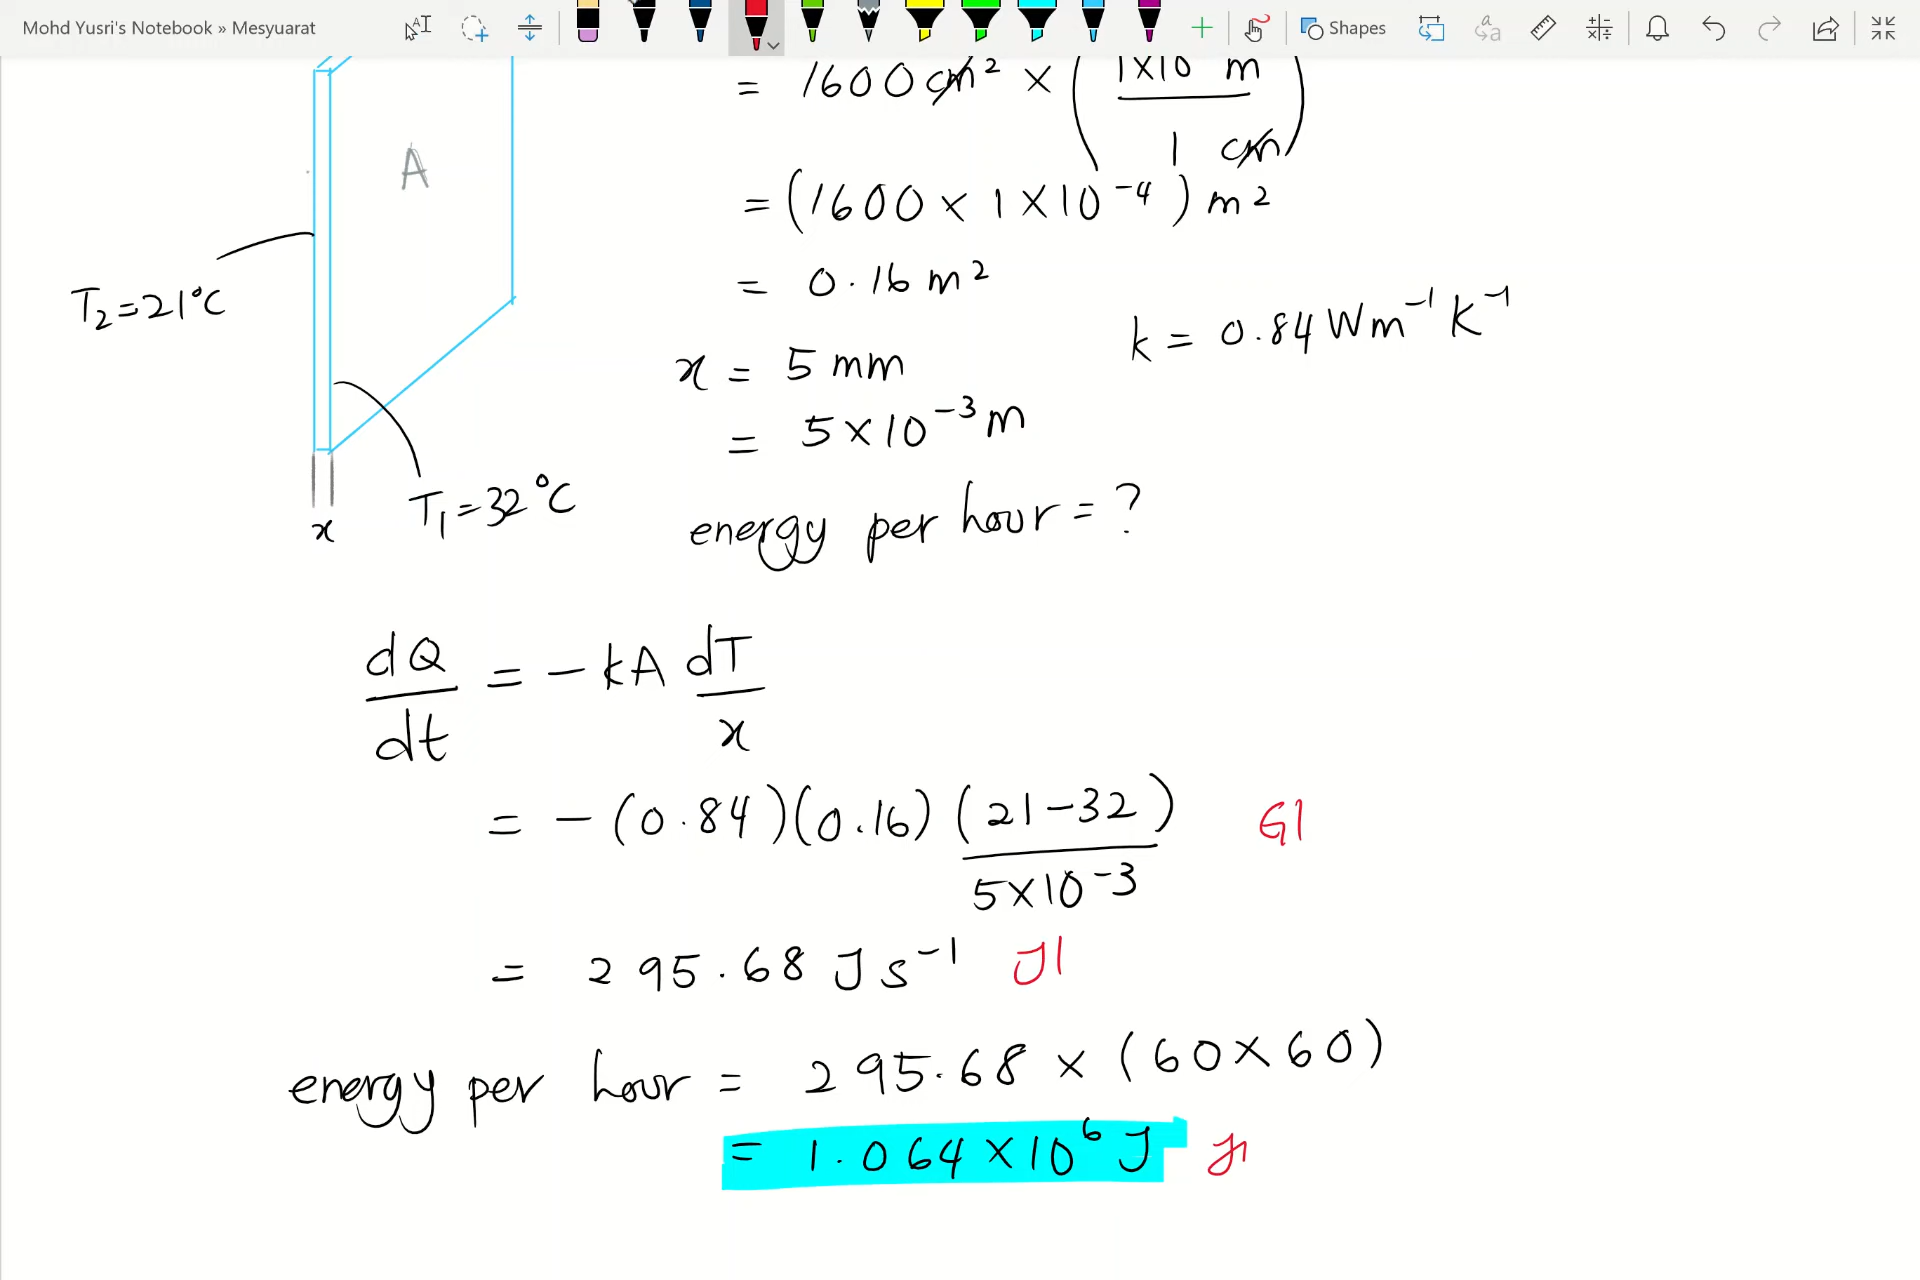 Mohd Yusri's Notebook » Mesyuarat
Shapes
= 1600 cm² × (1×10 m / 1 cm)
A
= (1600 × 1×10⁻⁴) m²
= 0.16 m²
T₂=21°C
k = 0.84 Wm⁻¹K⁻¹
x = 5 mm
= 5×10⁻³ m
T₁=32°C
x
energy per hour = ?
dQ/dt = -kA dT/x
= -(0.84)(0.16)(21-32)/5×10⁻³ G1
= 295.68 Js⁻¹ J1
energy per hour = 295.68 × (60×60)
= 1.064×10⁶ J J1